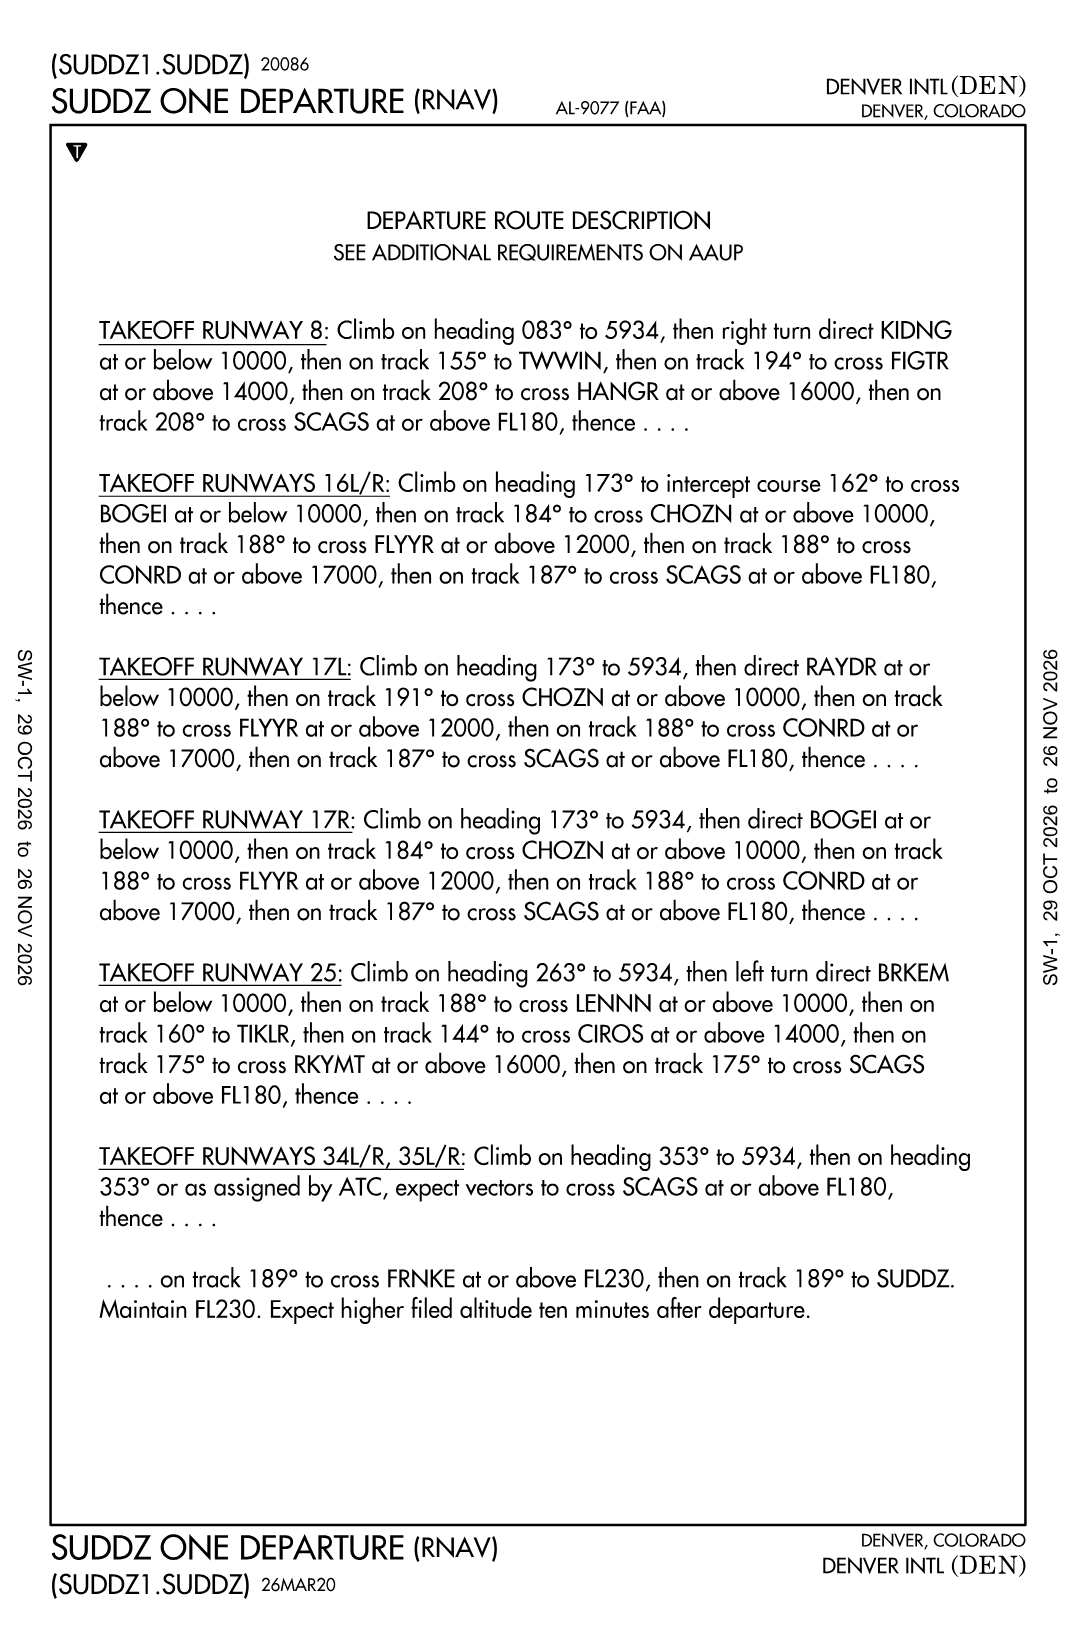 (SUDDZ1.SUDDZ) 20086
SUDDZ ONE DEPARTURE (RNAV)
AL-9077 (FAA)
DENVER INTL (DEN)
DENVER, COLORADO
T
DEPARTURE ROUTE DESCRIPTION
SEE ADDITIONAL REQUIREMENTS ON AAUP
TAKEOFF RUNWAY 8: Climb on heading 083° to 5934, then right turn direct KIDNG
at or below 10000, then on track 155° to TWWIN, then on track 194° to cross FIGTR
at or above 14000, then on track 208° to cross HANGR at or above 16000, then on
track 208° to cross SCAGS at or above FL180, thence . . . .
TAKEOFF RUNWAYS 16L/R: Climb on heading 173° to intercept course 162° to cross
BOGEI at or below 10000, then on track 184° to cross CHOZN at or above 10000,
then on track 188° to cross FLYYR at or above 12000, then on track 188° to cross
CONRD at or above 17000, then on track 187° to cross SCAGS at or above FL180,
thence . . . .
TAKEOFF RUNWAY 17L: Climb on heading 173° to 5934, then direct RAYDR at or
below 10000, then on track 191° to cross CHOZN at or above 10000, then on track
188° to cross FLYYR at or above 12000, then on track 188° to cross CONRD at or
above 17000, then on track 187° to cross SCAGS at or above FL180, thence . . . .
TAKEOFF RUNWAY 17R: Climb on heading 173° to 5934, then direct BOGEI at or
below 10000, then on track 184° to cross CHOZN at or above 10000, then on track
188° to cross FLYYR at or above 12000, then on track 188° to cross CONRD at or
above 17000, then on track 187° to cross SCAGS at or above FL180, thence . . . .
TAKEOFF RUNWAY 25: Climb on heading 263° to 5934, then left turn direct BRKEM
at or below 10000, then on track 188° to cross LENNN at or above 10000, then on
track 160° to TIKLR, then on track 144° to cross CIROS at or above 14000, then on
track 175° to cross RKYMT at or above 16000, then on track 175° to cross SCAGS
at or above FL180, thence . . . .
TAKEOFF RUNWAYS 34L/R, 35L/R: Climb on heading 353° to 5934, then on heading
353° or as assigned by ATC, expect vectors to cross SCAGS at or above FL180,
thence . . . .
. . . . on track 189° to cross FRNKE at or above FL230, then on track 189° to SUDDZ.
Maintain FL230. Expect higher filed altitude ten minutes after departure.
SW-1, 29 OCT 2026 to 26 NOV 2026
SW-1, 29 OCT 2026 to 26 NOV 2026
SUDDZ ONE DEPARTURE (RNAV)
(SUDDZ1.SUDDZ) 26MAR20
DENVER, COLORADO
DENVER INTL (DEN)